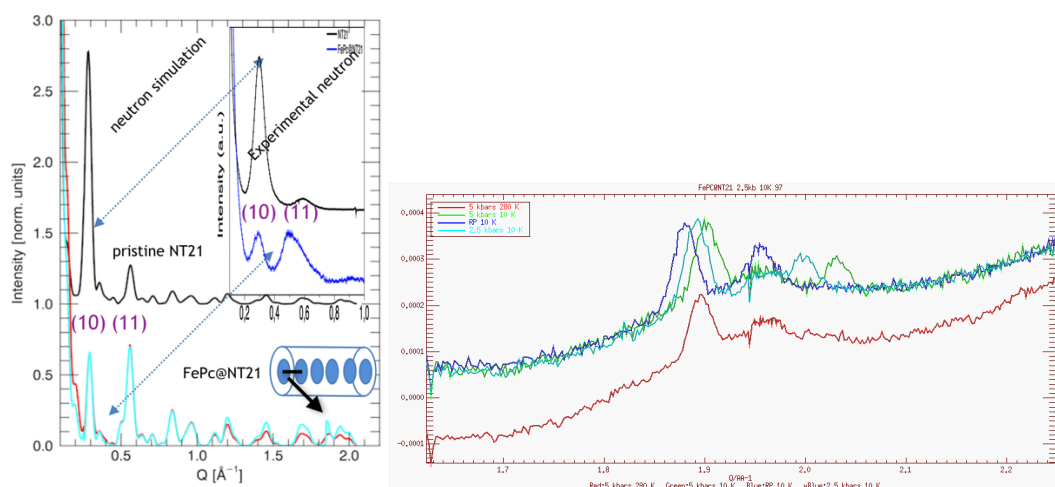 3.0
2.5
2.0
1.5
1.0
0.5
0.0
Intensity [norm. units]
neutron simulation
NT21
FePc@NT21
Experimental neutron
Intensity (a.u.)
(10) (11)
0,2 0,4 0,6 0,8 1,0
pristine NT21
(10) (11)
FePc@NT21
0.5 1.0 1.5 2.0
Q [Å⁻¹]
FePC@NT21 2.5kb 10K 97
5 kbars 280 K
5 kbars 10 K
RP 10 K
2,5 kbars 10 K
0.0004
0.0003
0.0002
0.0001
0.0000
-0.0001
1.7 1.8 1.9 2.0 2.1 2.2
Q/AA-1
Red:5 kbars 280 K Green:5 kbars 10 K Blue:RP 10 K wBlue:2.5 kbars 10 K